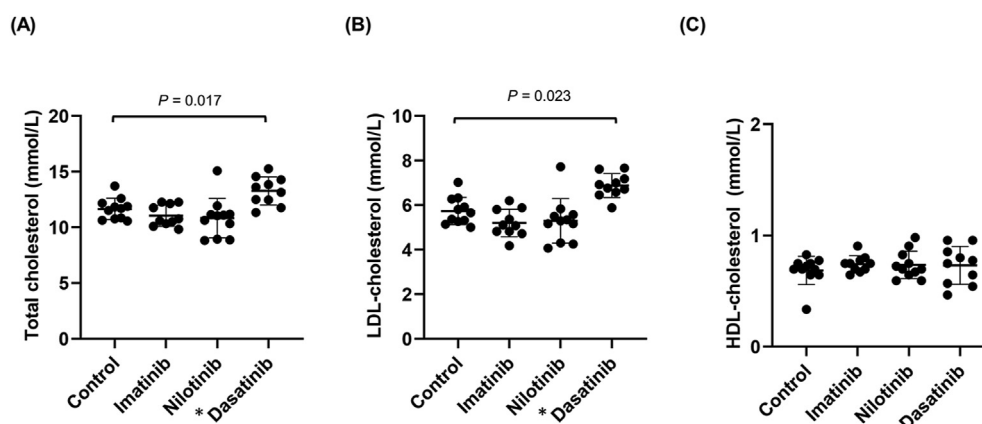 (A)
P = 0.017
Total cholesterol (mmol/L)
20
15
10
5
0
Control
Imatinib
Nilotinib
* Dasatinib
(B)
P = 0.023
LDL-cholesterol (mmol/L)
10
8
6
4
2
0
Control
Imatinib
Nilotinib
* Dasatinib
(C)
HDL-cholesterol (mmol/L)
2
1
0
Control
Imatinib
Nilotinib
Dasatinib